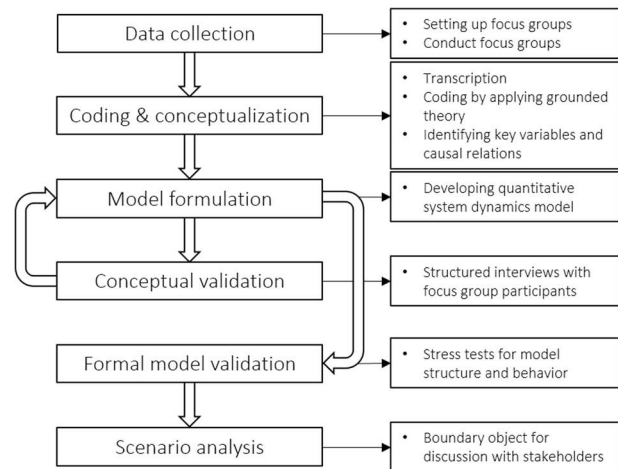 Data collection
• Setting up focus groups
• Conduct focus groups
Coding & conceptualization
• Transcription
• Coding by applying grounded
theory
• Identifying key variables and
causal relations
Model formulation
• Developing quantitative
system dynamics model
Conceptual validation
• Structured interviews with
focus group participants
Formal model validation
• Stress tests for model
structure and behavior
Scenario analysis
• Boundary object for
discussion with stakeholders